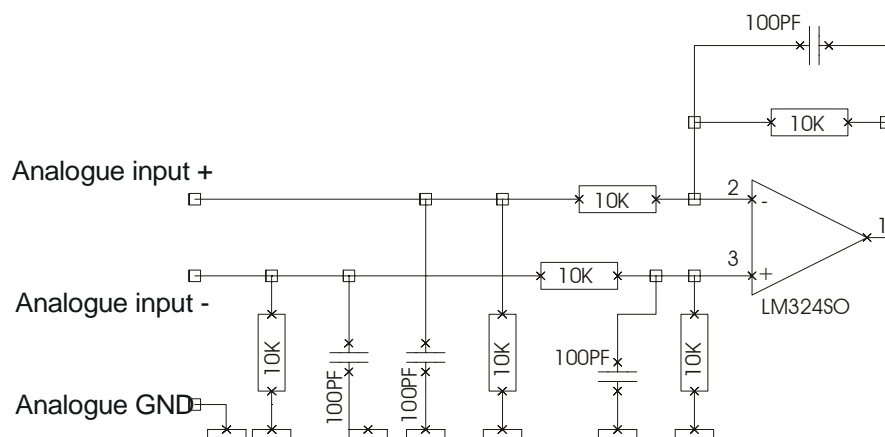 100PF
10K
Analogue input +
10K
2
-
1
10K
3
+
Analogue input -
LM324SO
10K
100PF
100PF
10K
100PF
10K
Analogue GND